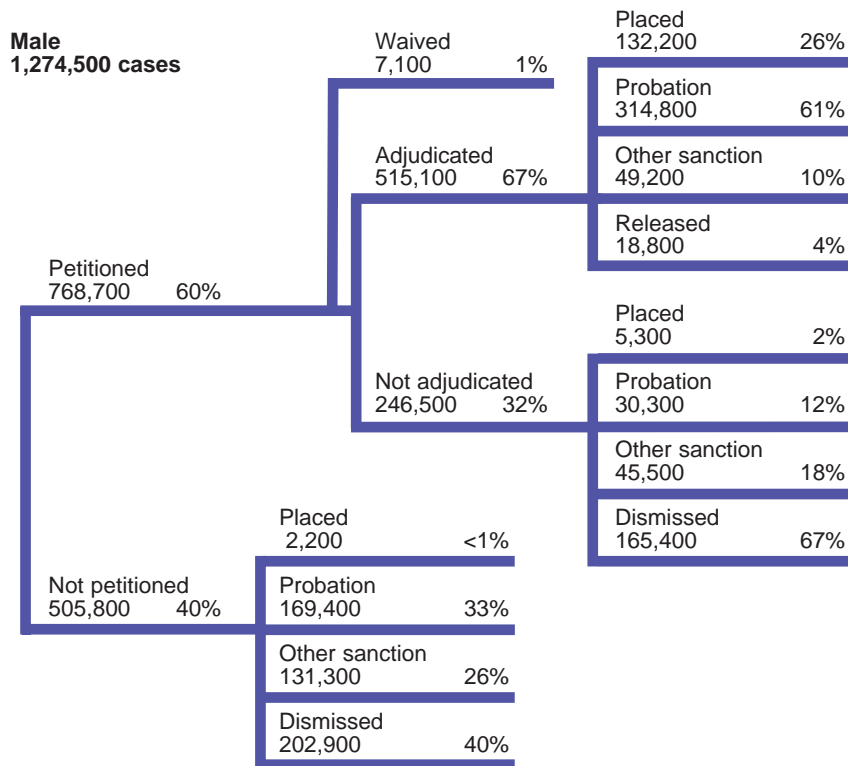 Male
1,274,500 cases
Waived
7,100 1%
Placed
132,200 26%
Probation
314,800 61%
Adjudicated
515,100 67%
Other sanction
49,200 10%
Released
18,800 4%
Petitioned
768,700 60%
Placed
5,300 2%
Not adjudicated
246,500 32%
Probation
30,300 12%
Other sanction
45,500 18%
Dismissed
165,400 67%
Placed
2,200 <1%
Not petitioned
505,800 40%
Probation
169,400 33%
Other sanction
131,300 26%
Dismissed
202,900 40%